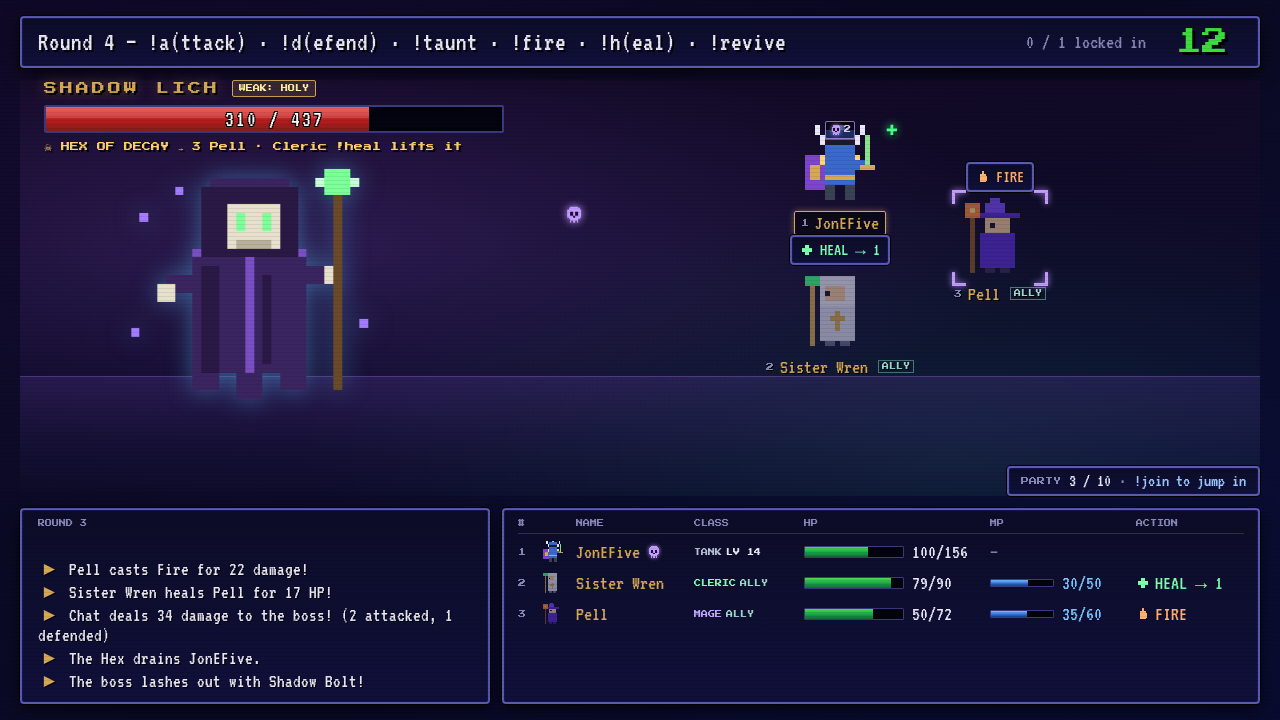 Round 4 – !a(ttack) · !d(efend) · !taunt · !fire · !h(eal) · !revive
0 / 1 locked in
12
SHADOW LICH
WEAK: HOLY
310 / 437
HEX OF DECAY → 3 Pell · Cleric !heal lifts it
2
1 JonEFive
HEAL → 1
2 Sister Wren ALLY
FIRE
3 Pell ALLY
PARTY 3 / 10 · !join to jump in
ROUND 3
► Pell casts Fire for 22 damage!
► Sister Wren heals Pell for 17 HP!
► Chat deals 34 damage to the boss! (2 attacked, 1
defended)
► The Hex drains JonEFive.
► The boss lashes out with Shadow Bolt!
# NAME CLASS HP MP ACTION
1 JonEFive TANK LV 14 100/156 –
2 Sister Wren CLERIC ALLY 79/90 30/50 HEAL → 1
3 Pell MAGE ALLY 50/72 35/60 FIRE